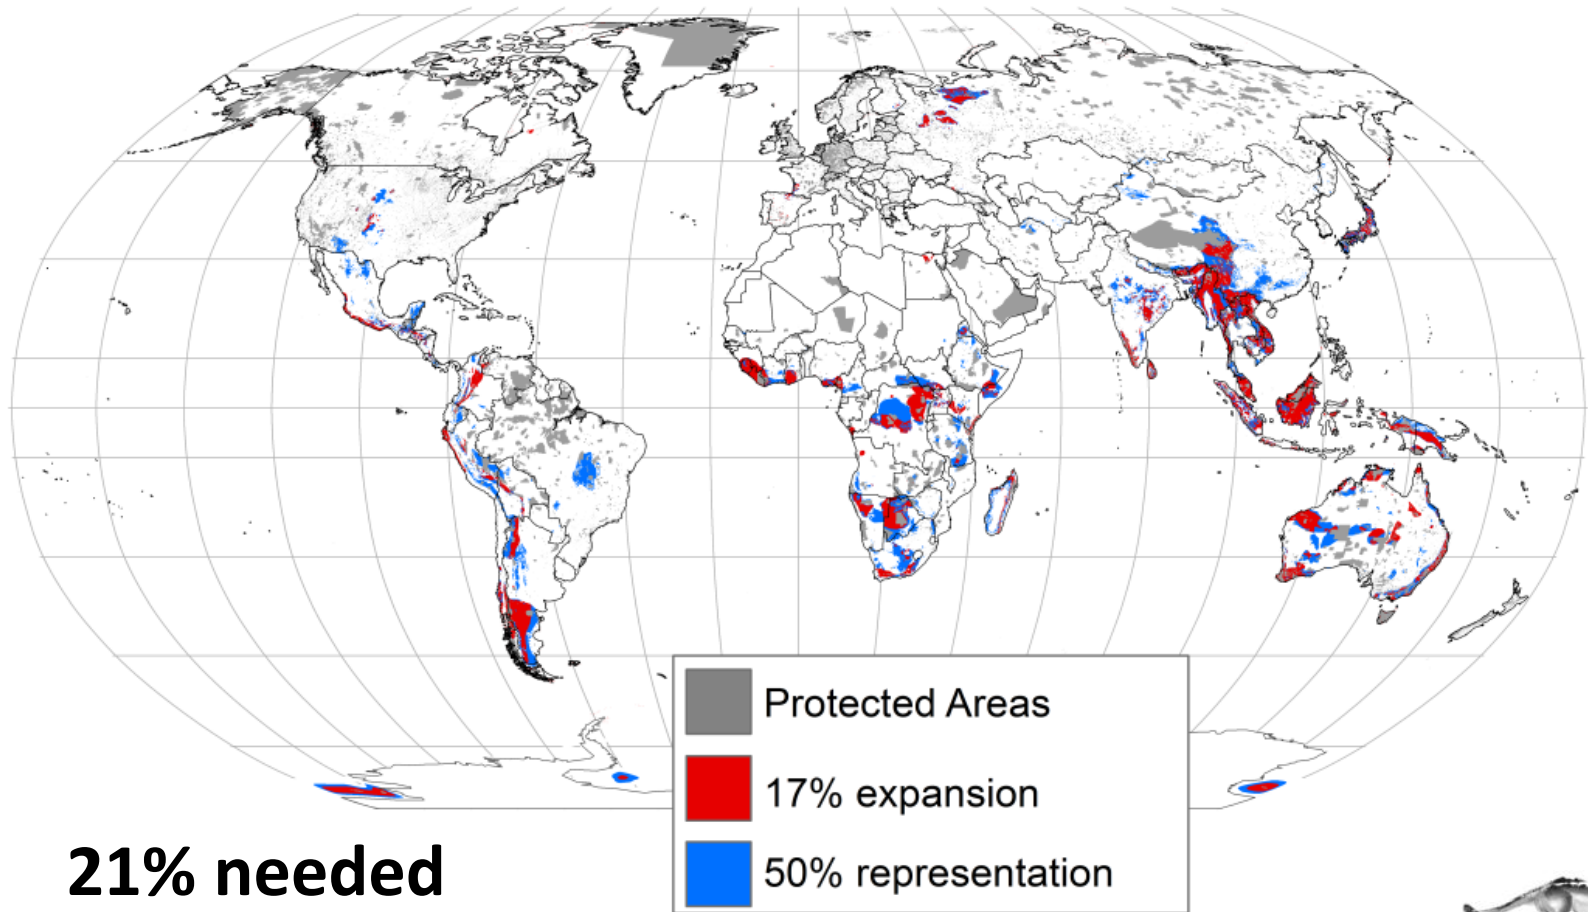 Protected Areas
17% expansion
50% representation
21% needed